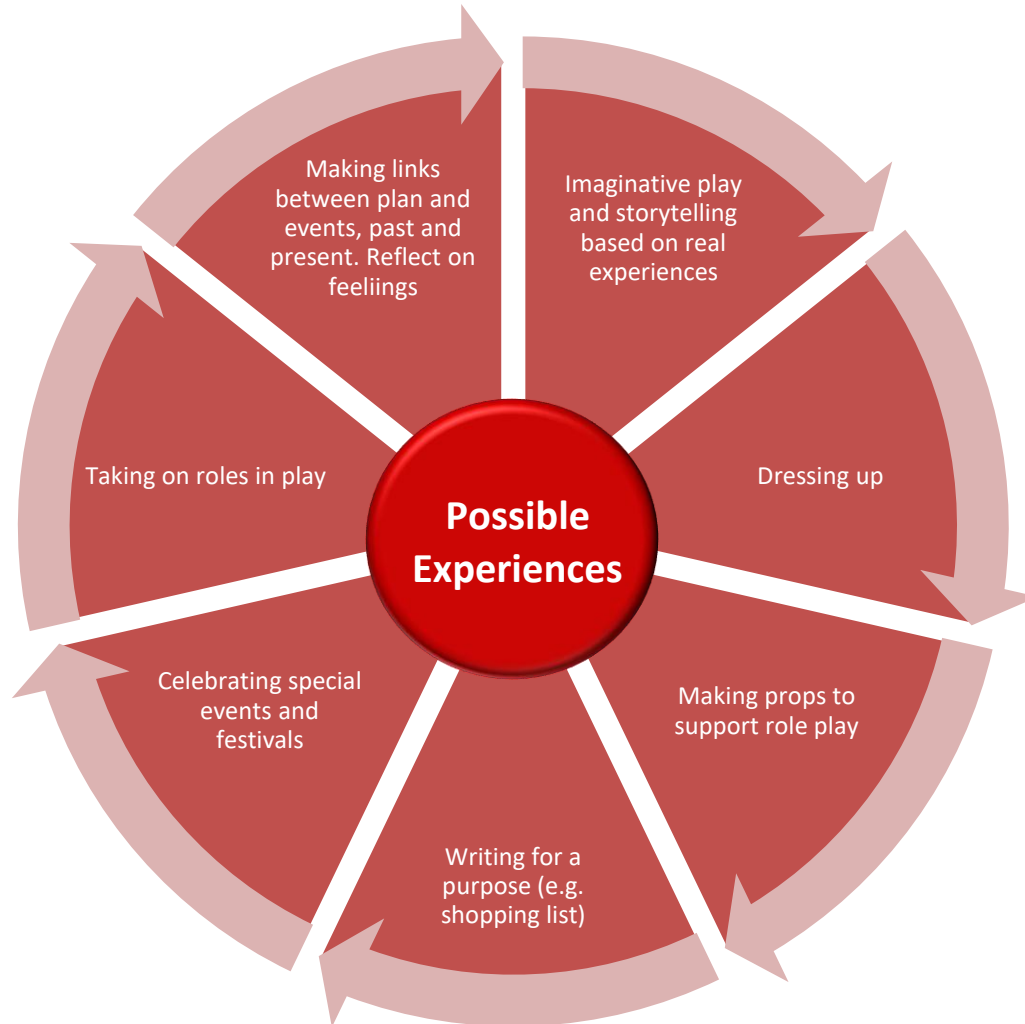 Making links
between plan and
events, past and
present. Reflect on
feeliings
Imaginative play
and storytelling
based on real
experiences
Taking on roles in play
Dressing up
Possible
Experiences
Celebrating special
events and
festivals
Making props to
support role play
Writing for a
purpose (e.g.
shopping list)